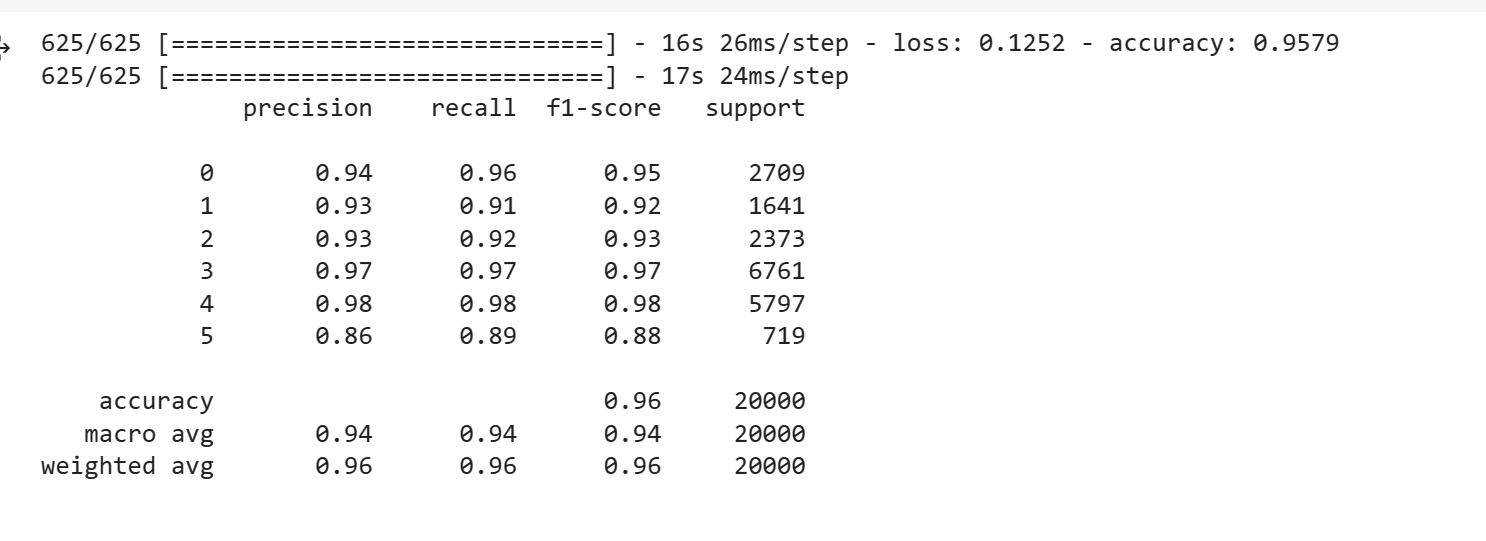 625/625 [==============================] - 16s 26ms/step - loss: 0.1252 - accuracy: 0.9579
625/625 [==============================] - 17s 24ms/step
              precision    recall  f1-score   support

           0       0.94      0.96      0.95      2709
           1       0.93      0.91      0.92      1641
           2       0.93      0.92      0.93      2373
           3       0.97      0.97      0.97      6761
           4       0.98      0.98      0.98      5797
           5       0.86      0.89      0.88       719

    accuracy                           0.96     20000
   macro avg       0.94      0.94      0.94     20000
weighted avg       0.96      0.96      0.96     20000